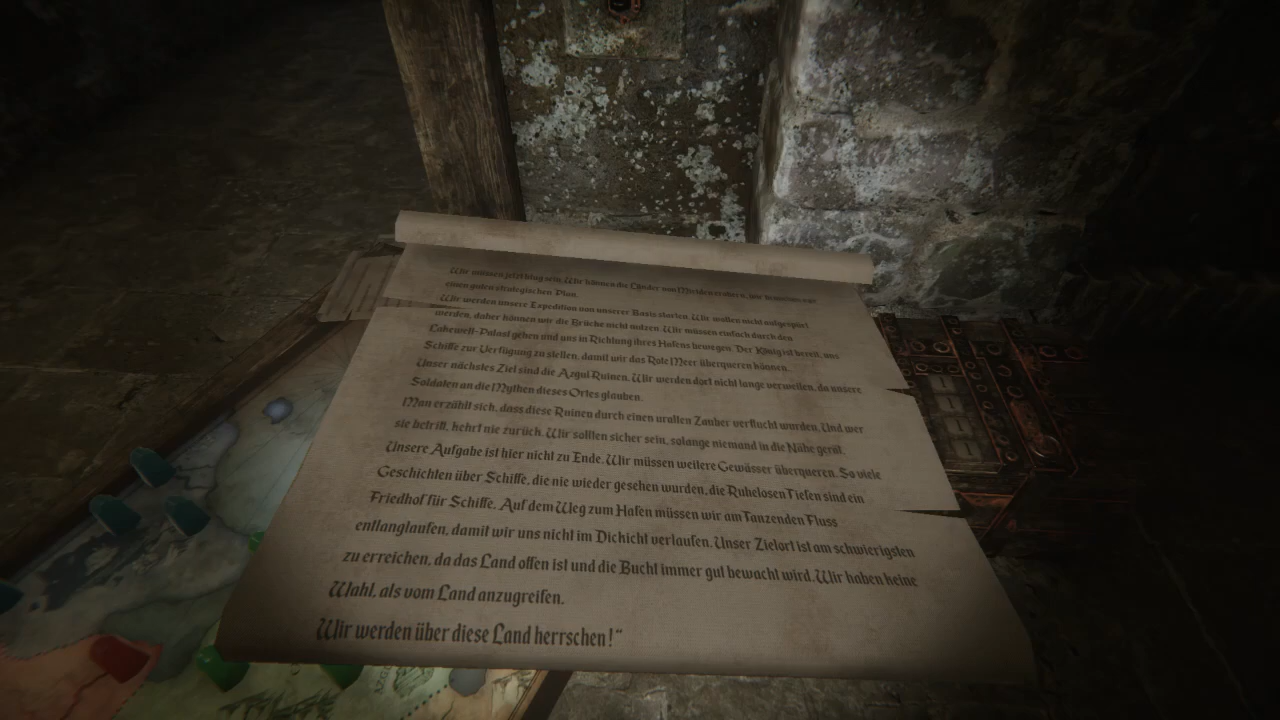 Wir müssen jetzt klug sein. Wir können die Länder von Mielden erobern, wir brauchen nur
einen guten strategischen Plan.
Wir werden unsere Expedition von unserer Basis starten. Wir wollen nicht aufgespürt
werden, daher können wir die Brücke nicht nutzen. Wir müssen einfach durch den
Lakewell-Palast gehen und uns in Richtung ihres Hafens bewegen. Der König ist bereit, uns
Schiffe zur Verfügung zu stellen, damit wir das Rote Meer überqueren können.
Unser nächstes Ziel sind die Azgul Ruinen. Wir werden dort nicht lange verweilen, da unsere
Soldaten an die Mythen dieses Ortes glauben.
Man erzählt sich, dass diese Ruinen durch einen uralten Zauber verflucht wurden. Und wer
sie betritt, kehrt nie zurück. Wir sollten sicher sein, solange niemand in die Nähe gerät.
Unsere Aufgabe ist hier nicht zu Ende. Wir müssen weitere Gewässer überqueren. So viele
Geschichten über Schiffe, die nie wieder gesehen wurden, die Ruhelosen Tiefen sind ein
Friedhof für Schiffe. Auf dem Weg zum Hafen müssen wir am Tanzenden Fluss
entlanglaufen, damit wir uns nicht im Dickicht verlaufen. Unser Zielort ist am schwierigsten
zu erreichen, da das Land offen ist und die Bucht immer gut bewacht wird. Wir haben keine
Wahl, als vom Land anzugreifen.
Wir werden über diese Land herrschen!“